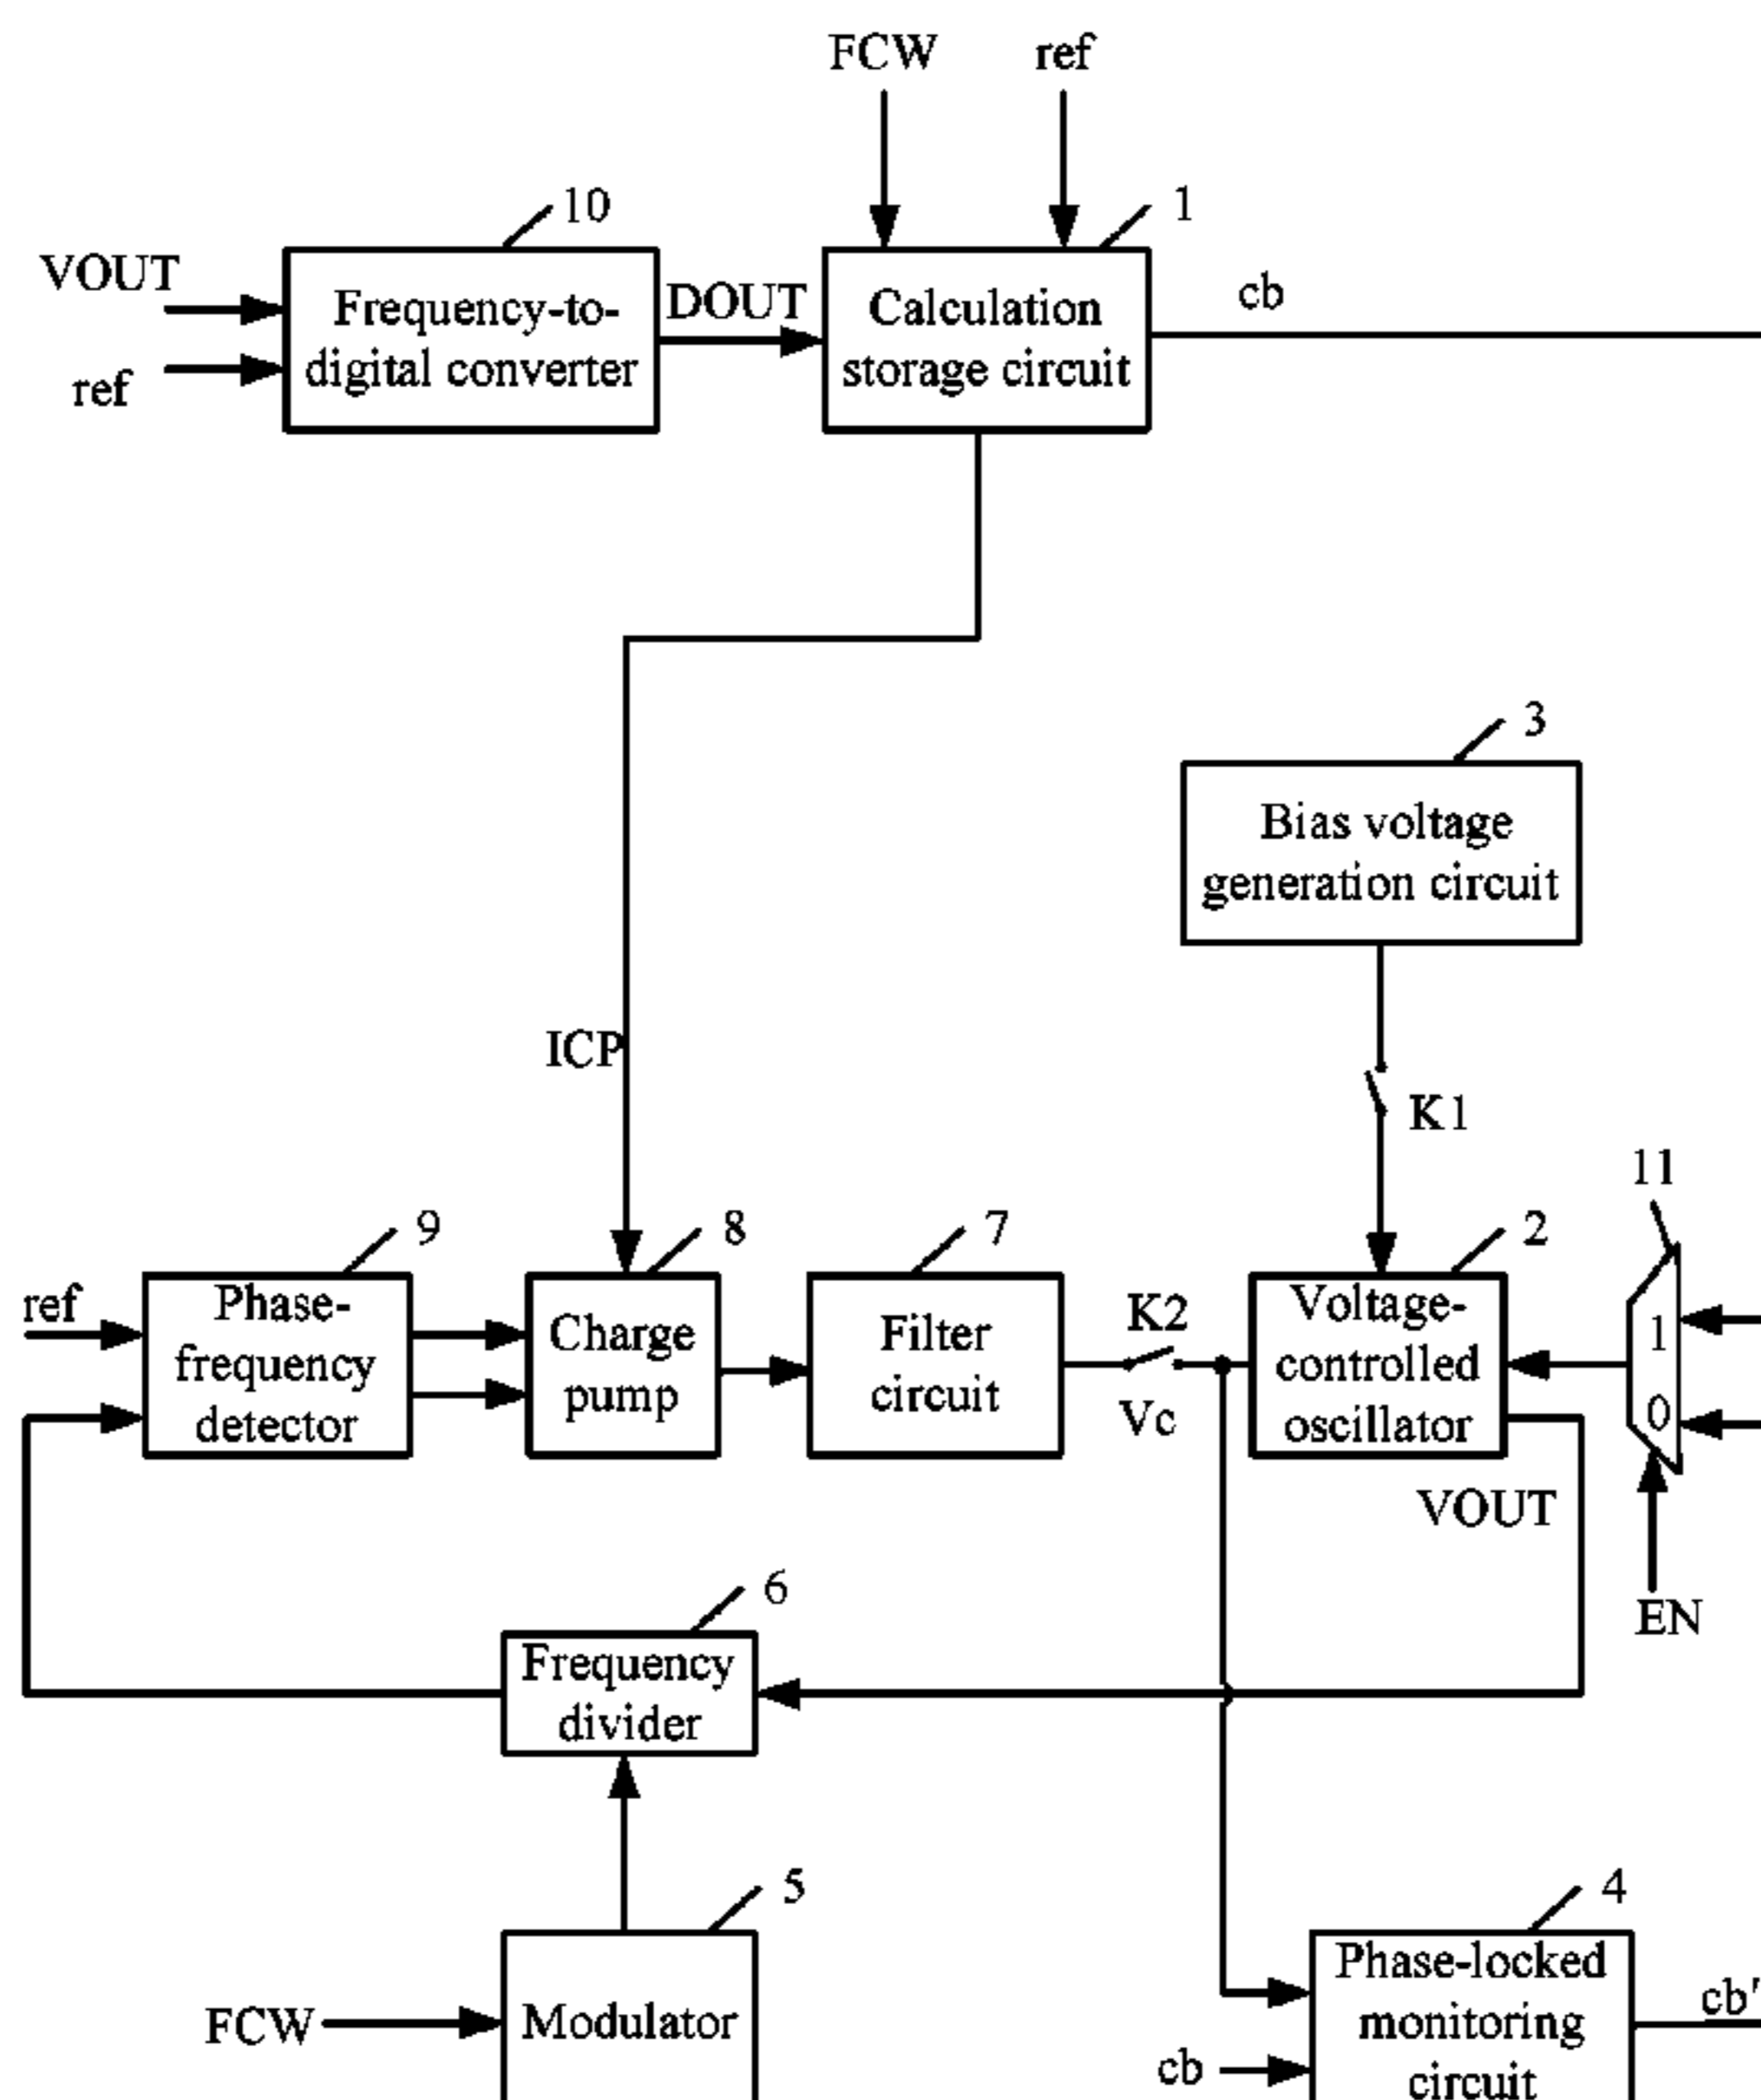 FCW
ref
10
1
VOUT
ref
Frequency-to-
digital converter
DOUT
Calculation
storage circuit
cb
3
Bias voltage
generation circuit
ICP
K1
11
9
8
7
2
ref
Phase-
frequency
detector
Charge
pump
Filter
circuit
K2
Vc
Voltage-
controlled
oscillator
1
0
VOUT
EN
6
Frequency
divider
5
4
FCW
Modulator
Phase-locked
monitoring
circuit
cb
cb'